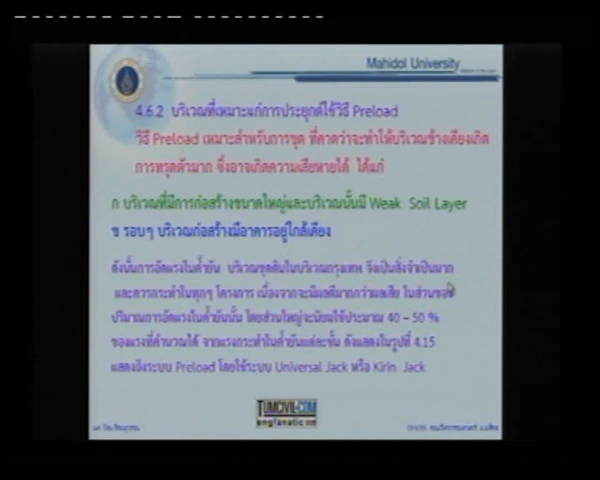 Mahidol University
4.6.2 บริเวณที่เหมาะแก่การประยุกต์ใช้วิธี Preload
วิธี Preload เหมาะสำหรับการขุด ที่คาดว่าจะทำให้บริเวณข้างเคียงเกิด
การทรุดตัวมาก ซึ่งอาจเกิดความเสียหายได้ ได้แก่
ก บริเวณที่มีการก่อสร้างขนาดใหญ่และบริเวณนั้นมี Weak Soil Layer
ข รอบๆ บริเวณก่อสร้างมีอาคารอยู่ใกล้เคียง
ดังนั้นการอัดแรงในค้ำยัน บริเวณขุดดินในบริเวณกรุงเทพ จึงเป็นสิ่งจำเป็นมาก
และควรกระทำในทุกๆ โครงการ เนื่องจากจะมีผลดีมากกว่าผลเสีย ในส่วนของ
ปริมาณการอัดแรงในค้ำยันนั้น โดยส่วนใหญ่จะนิยมใช้ประมาณ 40 – 50 %
ของแรงที่คำนวณได้ จากแรงกระทำในค้ำยันแต่ละชั้น ดังแสดงในรูปที่ 4.15
แสดงถึงระบบ Preload โดยใช้ระบบ Universal Jack หรือ Kirin Jack
TUMCIVIL.COM
engfanatic